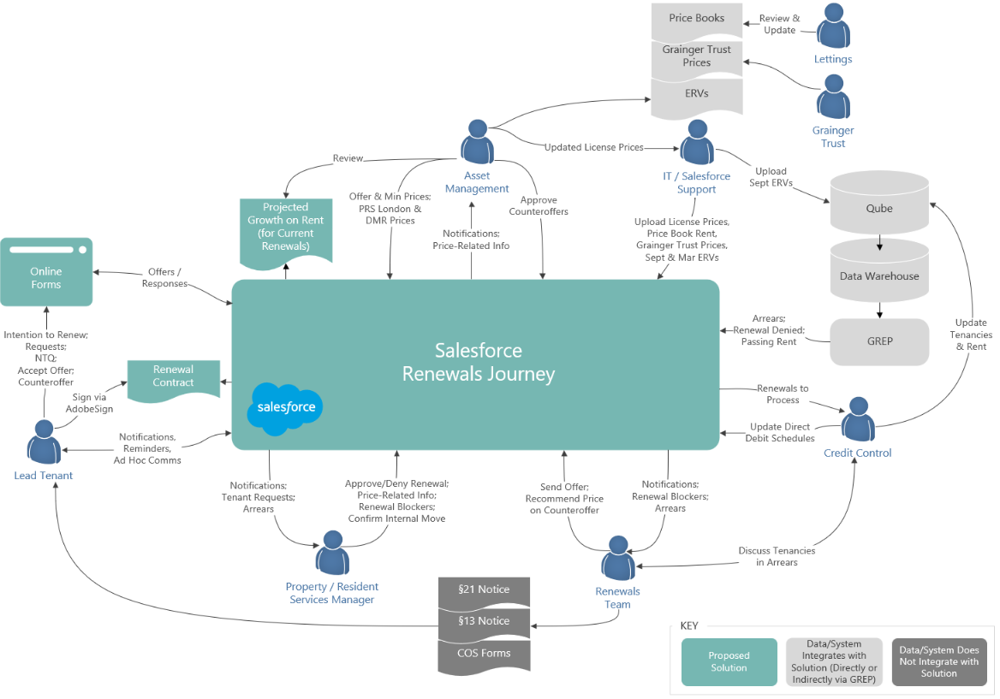 Price Books
Review &
Update
Lettings
Grainger Trust
Prices
ERVs
Grainger
Trust
Updated License Prices
IT / Salesforce
Support
Upload
Sept ERVs
Qube
Data Warehouse
GREP
Review
Asset
Management
Offer & Min Prices;
PRS London &
DMR Prices
Approve
Counteroffers
Notifications;
Price-Related Info
Upload License Prices,
Price Book Rent,
Grainger Trust Prices,
Sept & Mar ERVs
Projected
Growth on Rent
(for Current
Renewals)
Online
Forms
Offers /
Responses
Intention to Renew;
Requests;
NTQ;
Accept Offer;
Counteroffer
Renewal
Contract
Sign via
AdobeSign
Notifications,
Reminders,
Ad Hoc Comms
Lead Tenant
Salesforce
Renewals Journey
salesforce
Arrears;
Renewal Denied;
Passing Rent
Update
Tenancies
& Rent
Renewals to
Process
Update Direct
Debit Schedules
Credit Control
Notifications;
Tenant Requests;
Arrears
Approve/Deny Renewal;
Price-Related Info;
Renewal Blockers;
Confirm Internal Move
Property / Resident
Services Manager
Send Offer;
Recommend Price
on Counteroffer
Notifications;
Renewal Blockers;
Arrears
Renewals
Team
Discuss Tenancies
in Arrears
§21 Notice
§13 Notice
COS Forms
KEY
Proposed
Solution
Data/System
Integrates with
Solution (Directly or
Indirectly via GREP)
Data/System Does
Not Integrate with
Solution